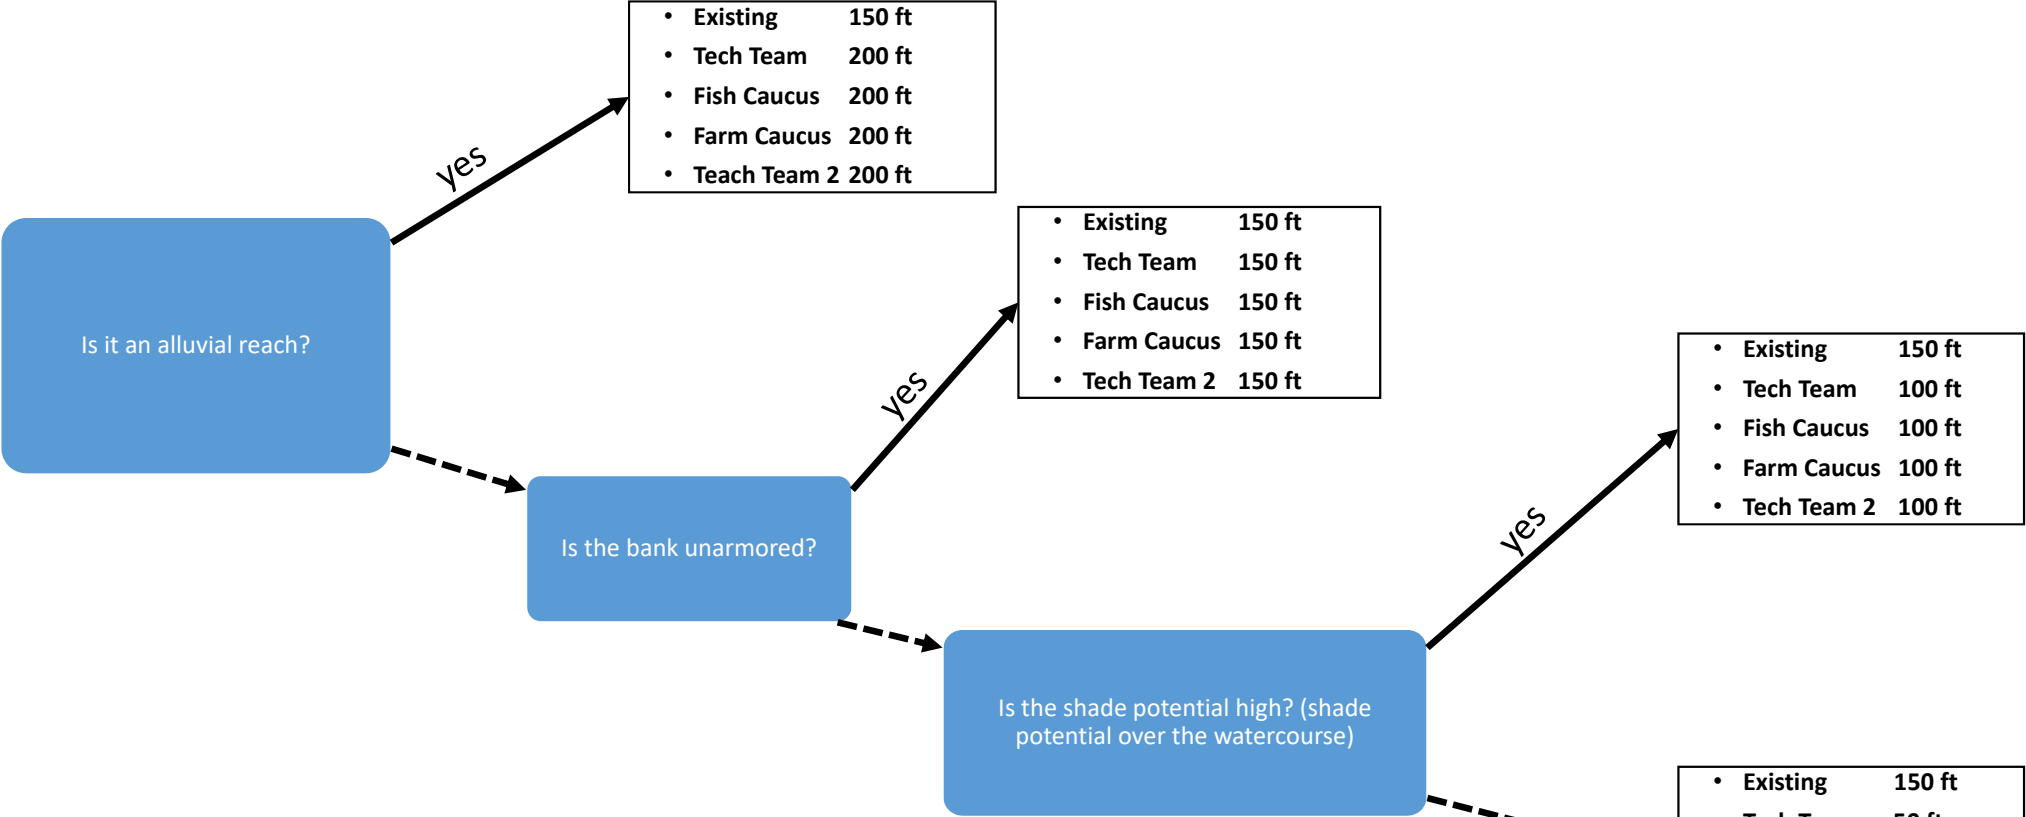 • Existing 150 ft
• Tech Team 200 ft
• Fish Caucus 200 ft
• Farm Caucus 200 ft
• Teach Team 2 200 ft
yes
Is it an alluvial reach?
• Existing 150 ft
• Tech Team 150 ft
• Fish Caucus 150 ft
• Farm Caucus 150 ft
• Tech Team 2 150 ft
yes
Is the bank unarmored?
• Existing 150 ft
• Tech Team 100 ft
• Fish Caucus 100 ft
• Farm Caucus 100 ft
• Tech Team 2 100 ft
yes
Is the shade potential high? (shade
potential over the watercourse)
• Existing 150 ft